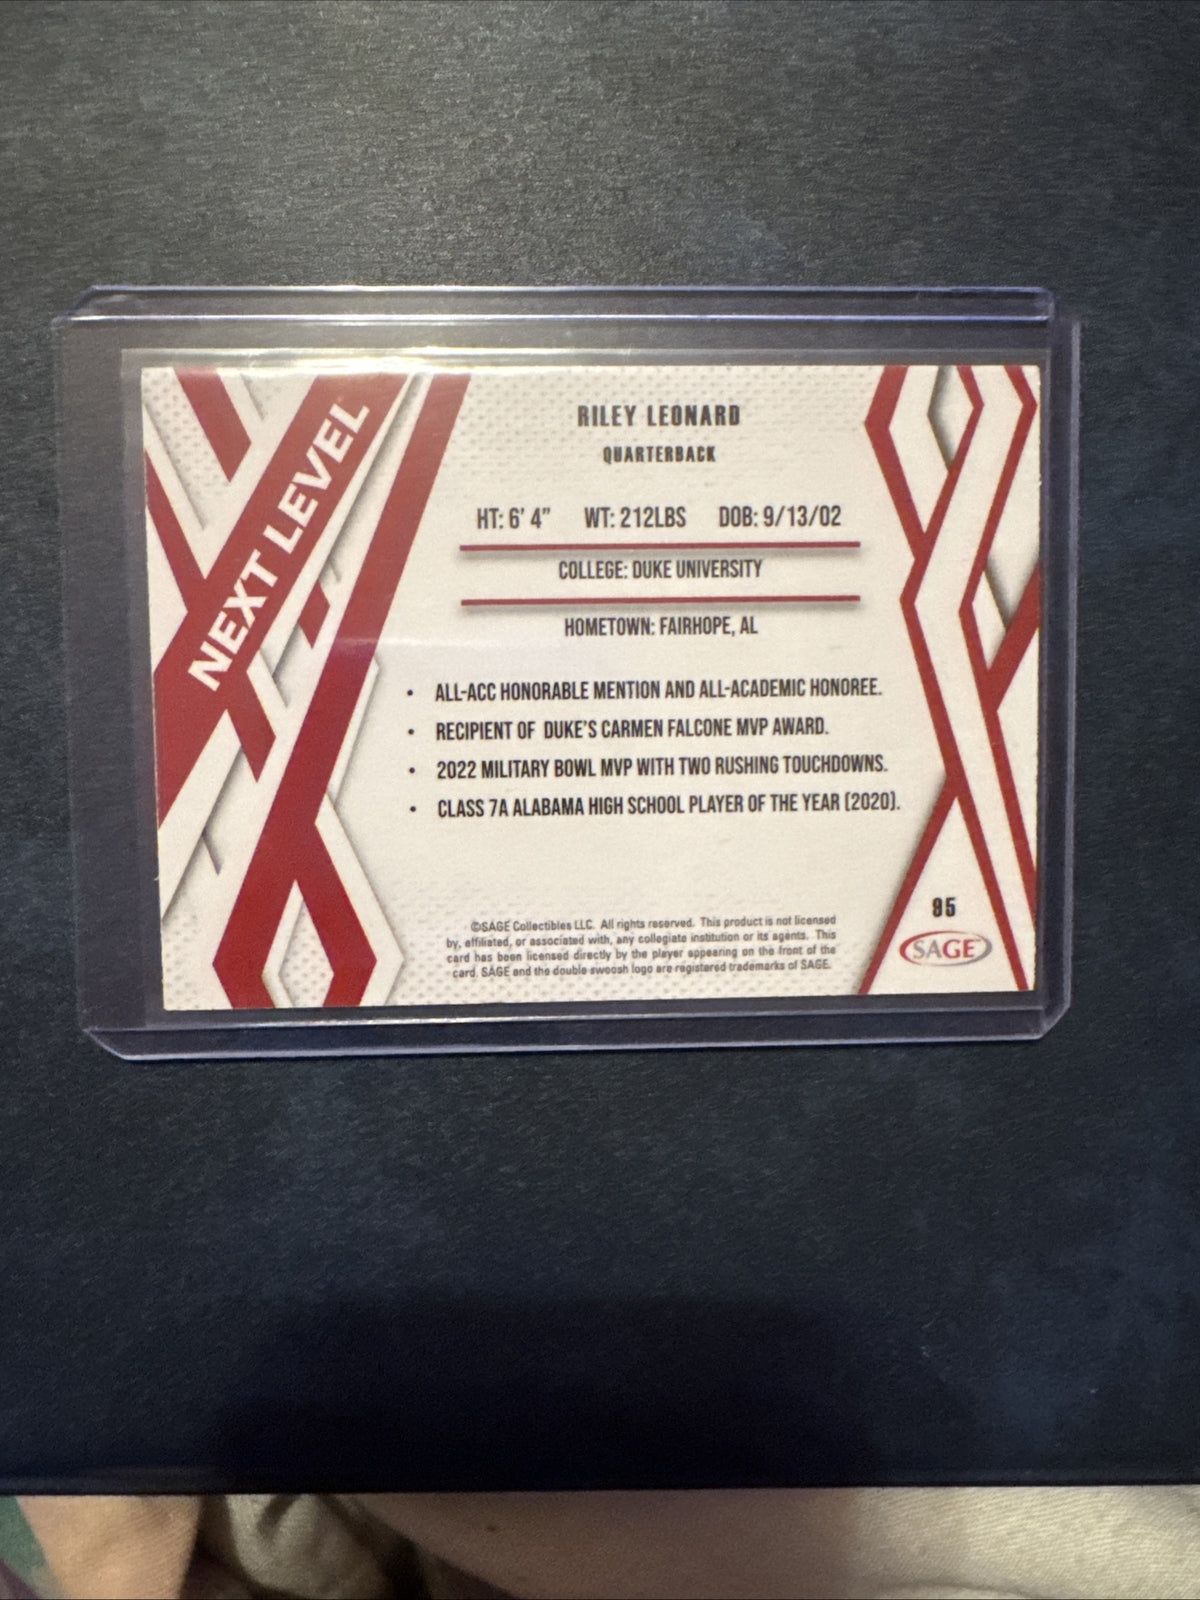 NEXT LEVEL
RILEY LEONARD
QUARTERBACK
HT: 6' 4" WT: 212LBS DOB: 9/13/02
COLLEGE: DUKE UNIVERSITY
HOMETOWN: FAIRHOPE, AL
• ALL-ACC HONORABLE MENTION AND ALL-ACADEMIC HONOREE.
• RECIPIENT OF DUKE'S CARMEN FALCONE MVP AWARD.
• 2022 MILITARY BOWL MVP WITH TWO RUSHING TOUCHDOWNS.
• CLASS 7A ALABAMA HIGH SCHOOL PLAYER OF THE YEAR (2020).
©SAGE Collectibles LLC. All rights reserved. This product is not licensed
by, affiliated, or associated with, any collegiate institution or its agents. This
card has been licensed directly by the player appearing on the front of the
card. SAGE and the double swoosh logo are registered trademarks of SAGE.
95
SAGE